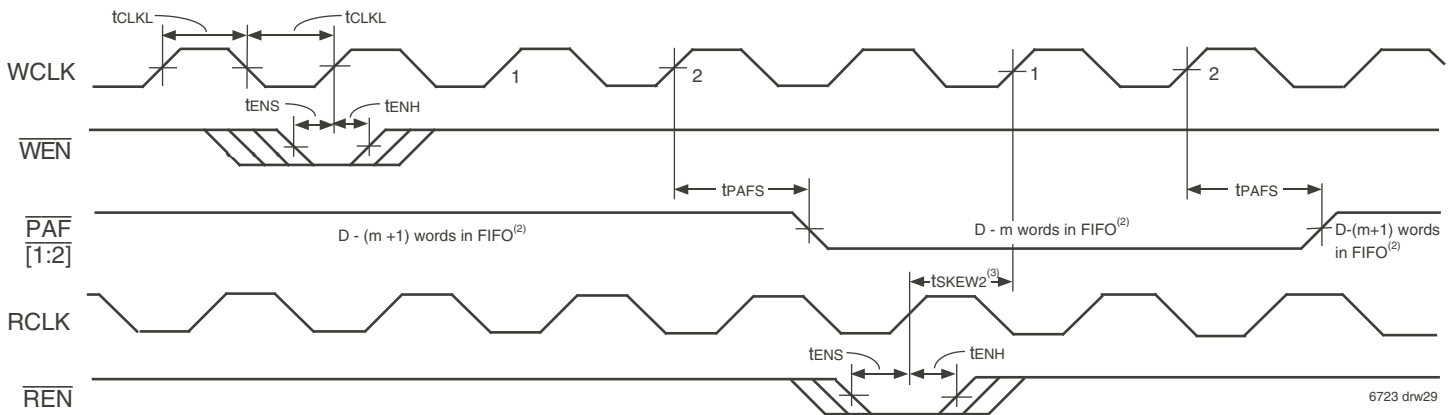 tCLKL tCLKL
WCLK 1 2 1 2
tENS tENH
WEN
tPAFS tPAFS
PAF
[1:2]
D - (m +1) words in FIFO(2)
D - m words in FIFO(2)
D-(m+1) words
in FIFO(2)
tSKEW2(3)
RCLK
tENS tENH
REN
6723 drw29